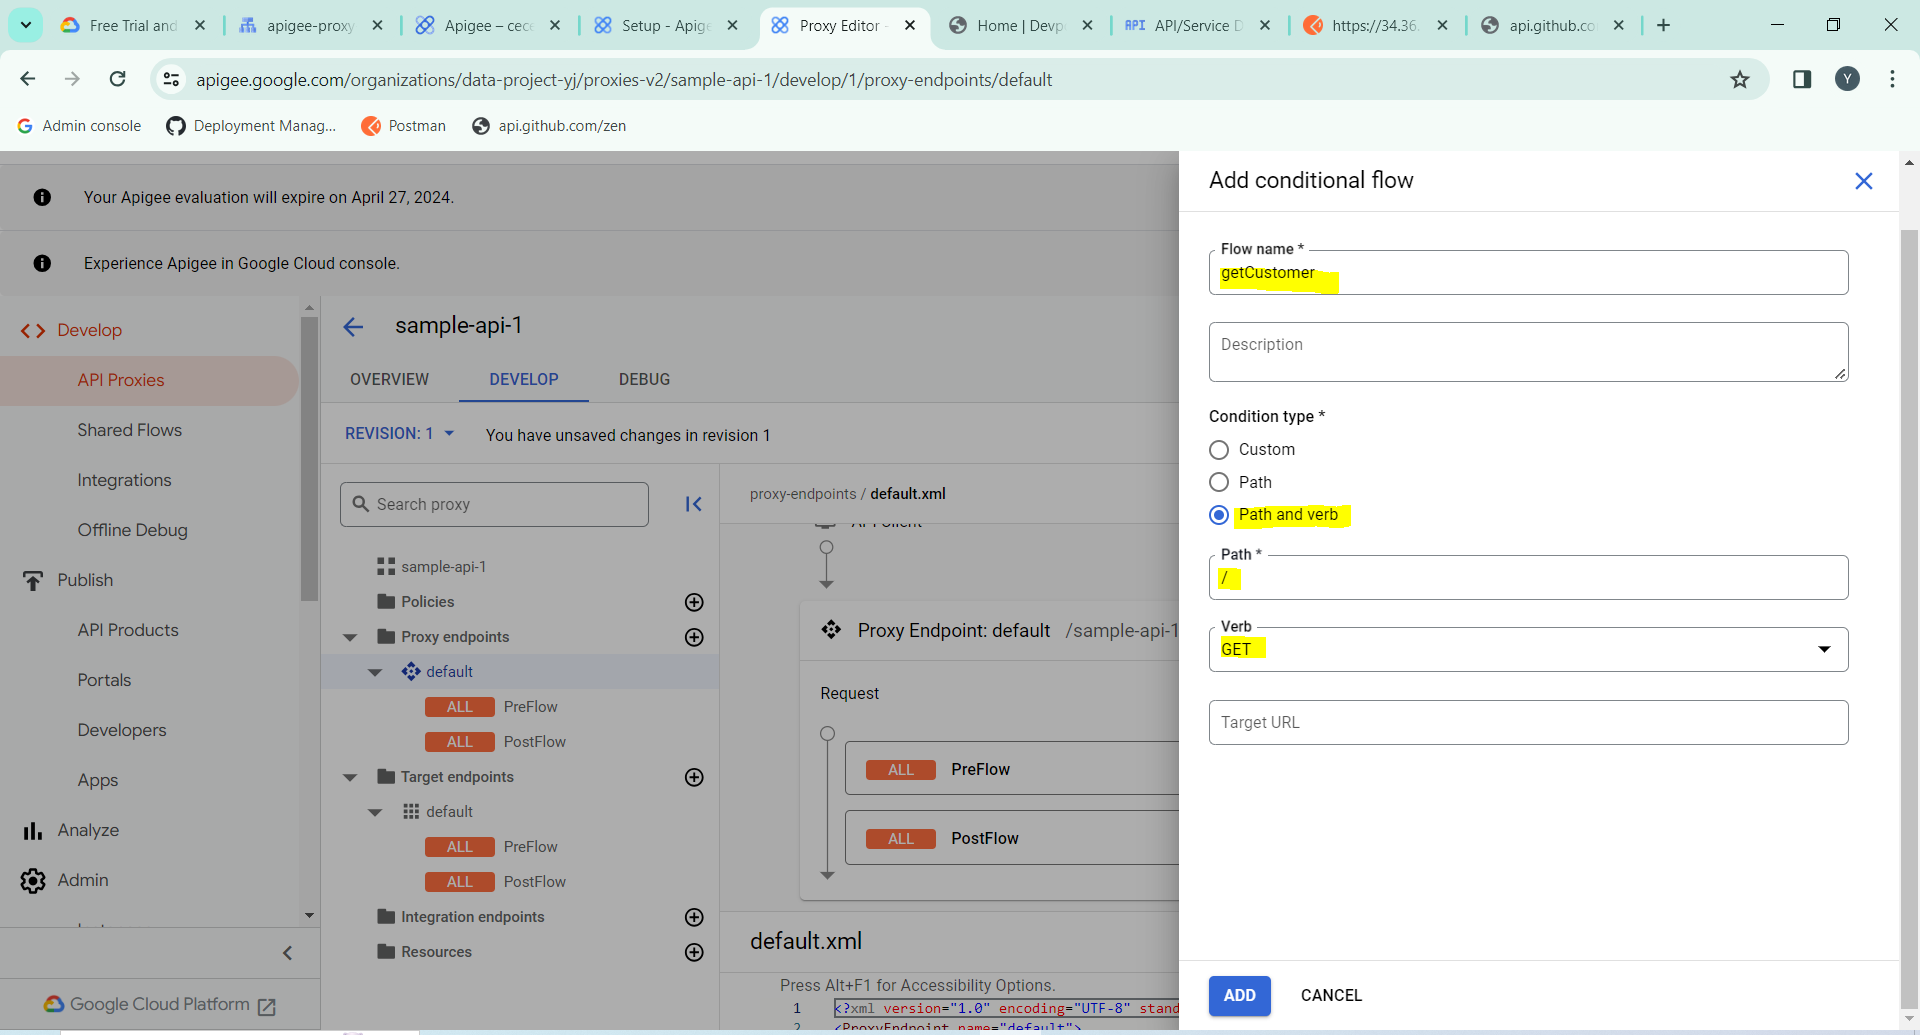 Free Trial and
apigee-proxy
Apigee – cec
Setup - Apige
Proxy Editor -
Home | Devp
API API/Service D
https://34.36.
api.github.co
apigee.google.com/organizations/data-project-yj/proxies-v2/sample-api-1/develop/1/proxy-endpoints/default
Y
Admin console
Deployment Manag...
Postman
api.github.com/zen
Your Apigee evaluation will expire on April 27, 2024.
Experience Apigee in Google Cloud console.
Develop
API Proxies
Shared Flows
Integrations
Offline Debug
Publish
API Products
Portals
Developers
Apps
Analyze
Admin
Google Cloud Platform
sample-api-1
OVERVIEW
DEVELOP
DEBUG
REVISION: 1
You have unsaved changes in revision 1
Search proxy
sample-api-1
Policies
Proxy endpoints
default
ALL PreFlow
ALL PostFlow
Target endpoints
default
ALL PreFlow
ALL PostFlow
Integration endpoints
Resources
proxy-endpoints / default.xml
API Client
Proxy Endpoint: default /sample-api-1
Request
ALL PreFlow
ALL PostFlow
default.xml
Press Alt+F1 for Accessibility Options.
1 <?xml version="1.0" encoding="UTF-8" stand
2 <ProxyEndpoint name="default">
Add conditional flow
Flow name *
getCustomer
Description
Condition type *
Custom
Path
Path and verb
Path *
/
Verb
GET
Target URL
ADD
CANCEL